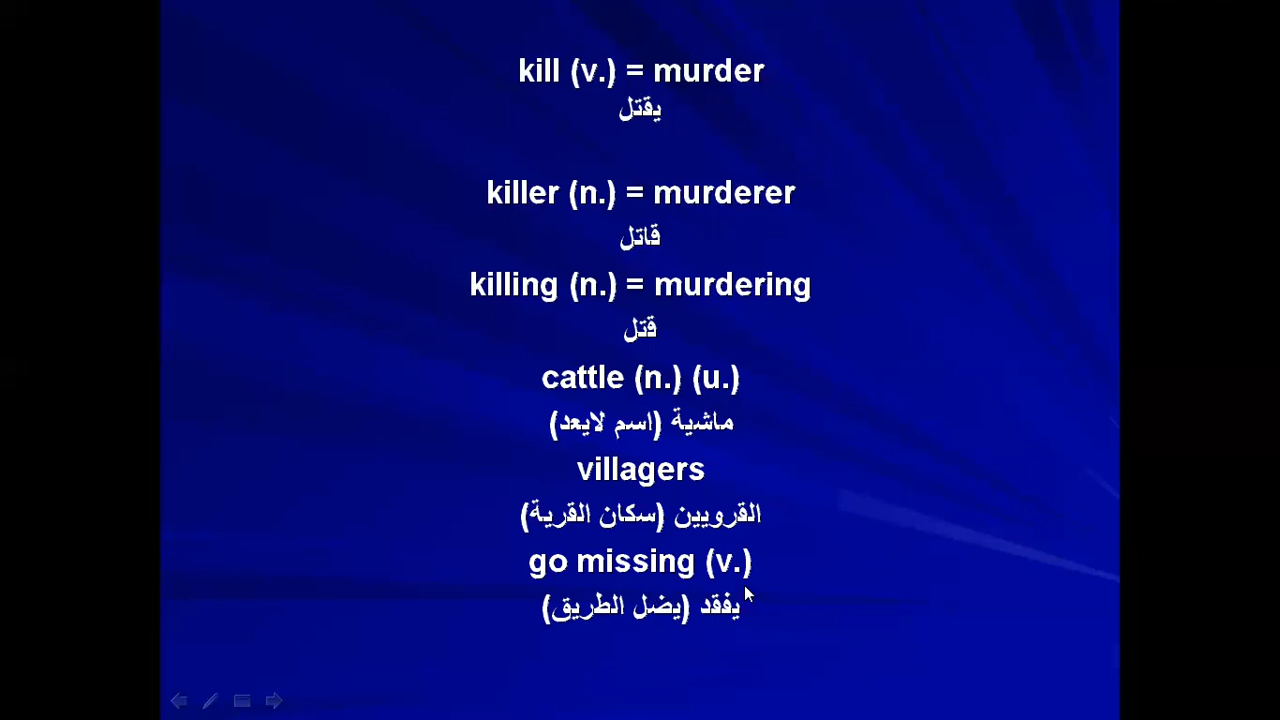 kill (v.) = murder
يقتل
killer (n.) = murderer
قاتل
killing (n.) = murdering
قتل
cattle (n.) (u.)
ماشية (اسم لايعد)
villagers
القرويين (سكان القرية)
go missing (v.)
يفقد (يضل الطريق)